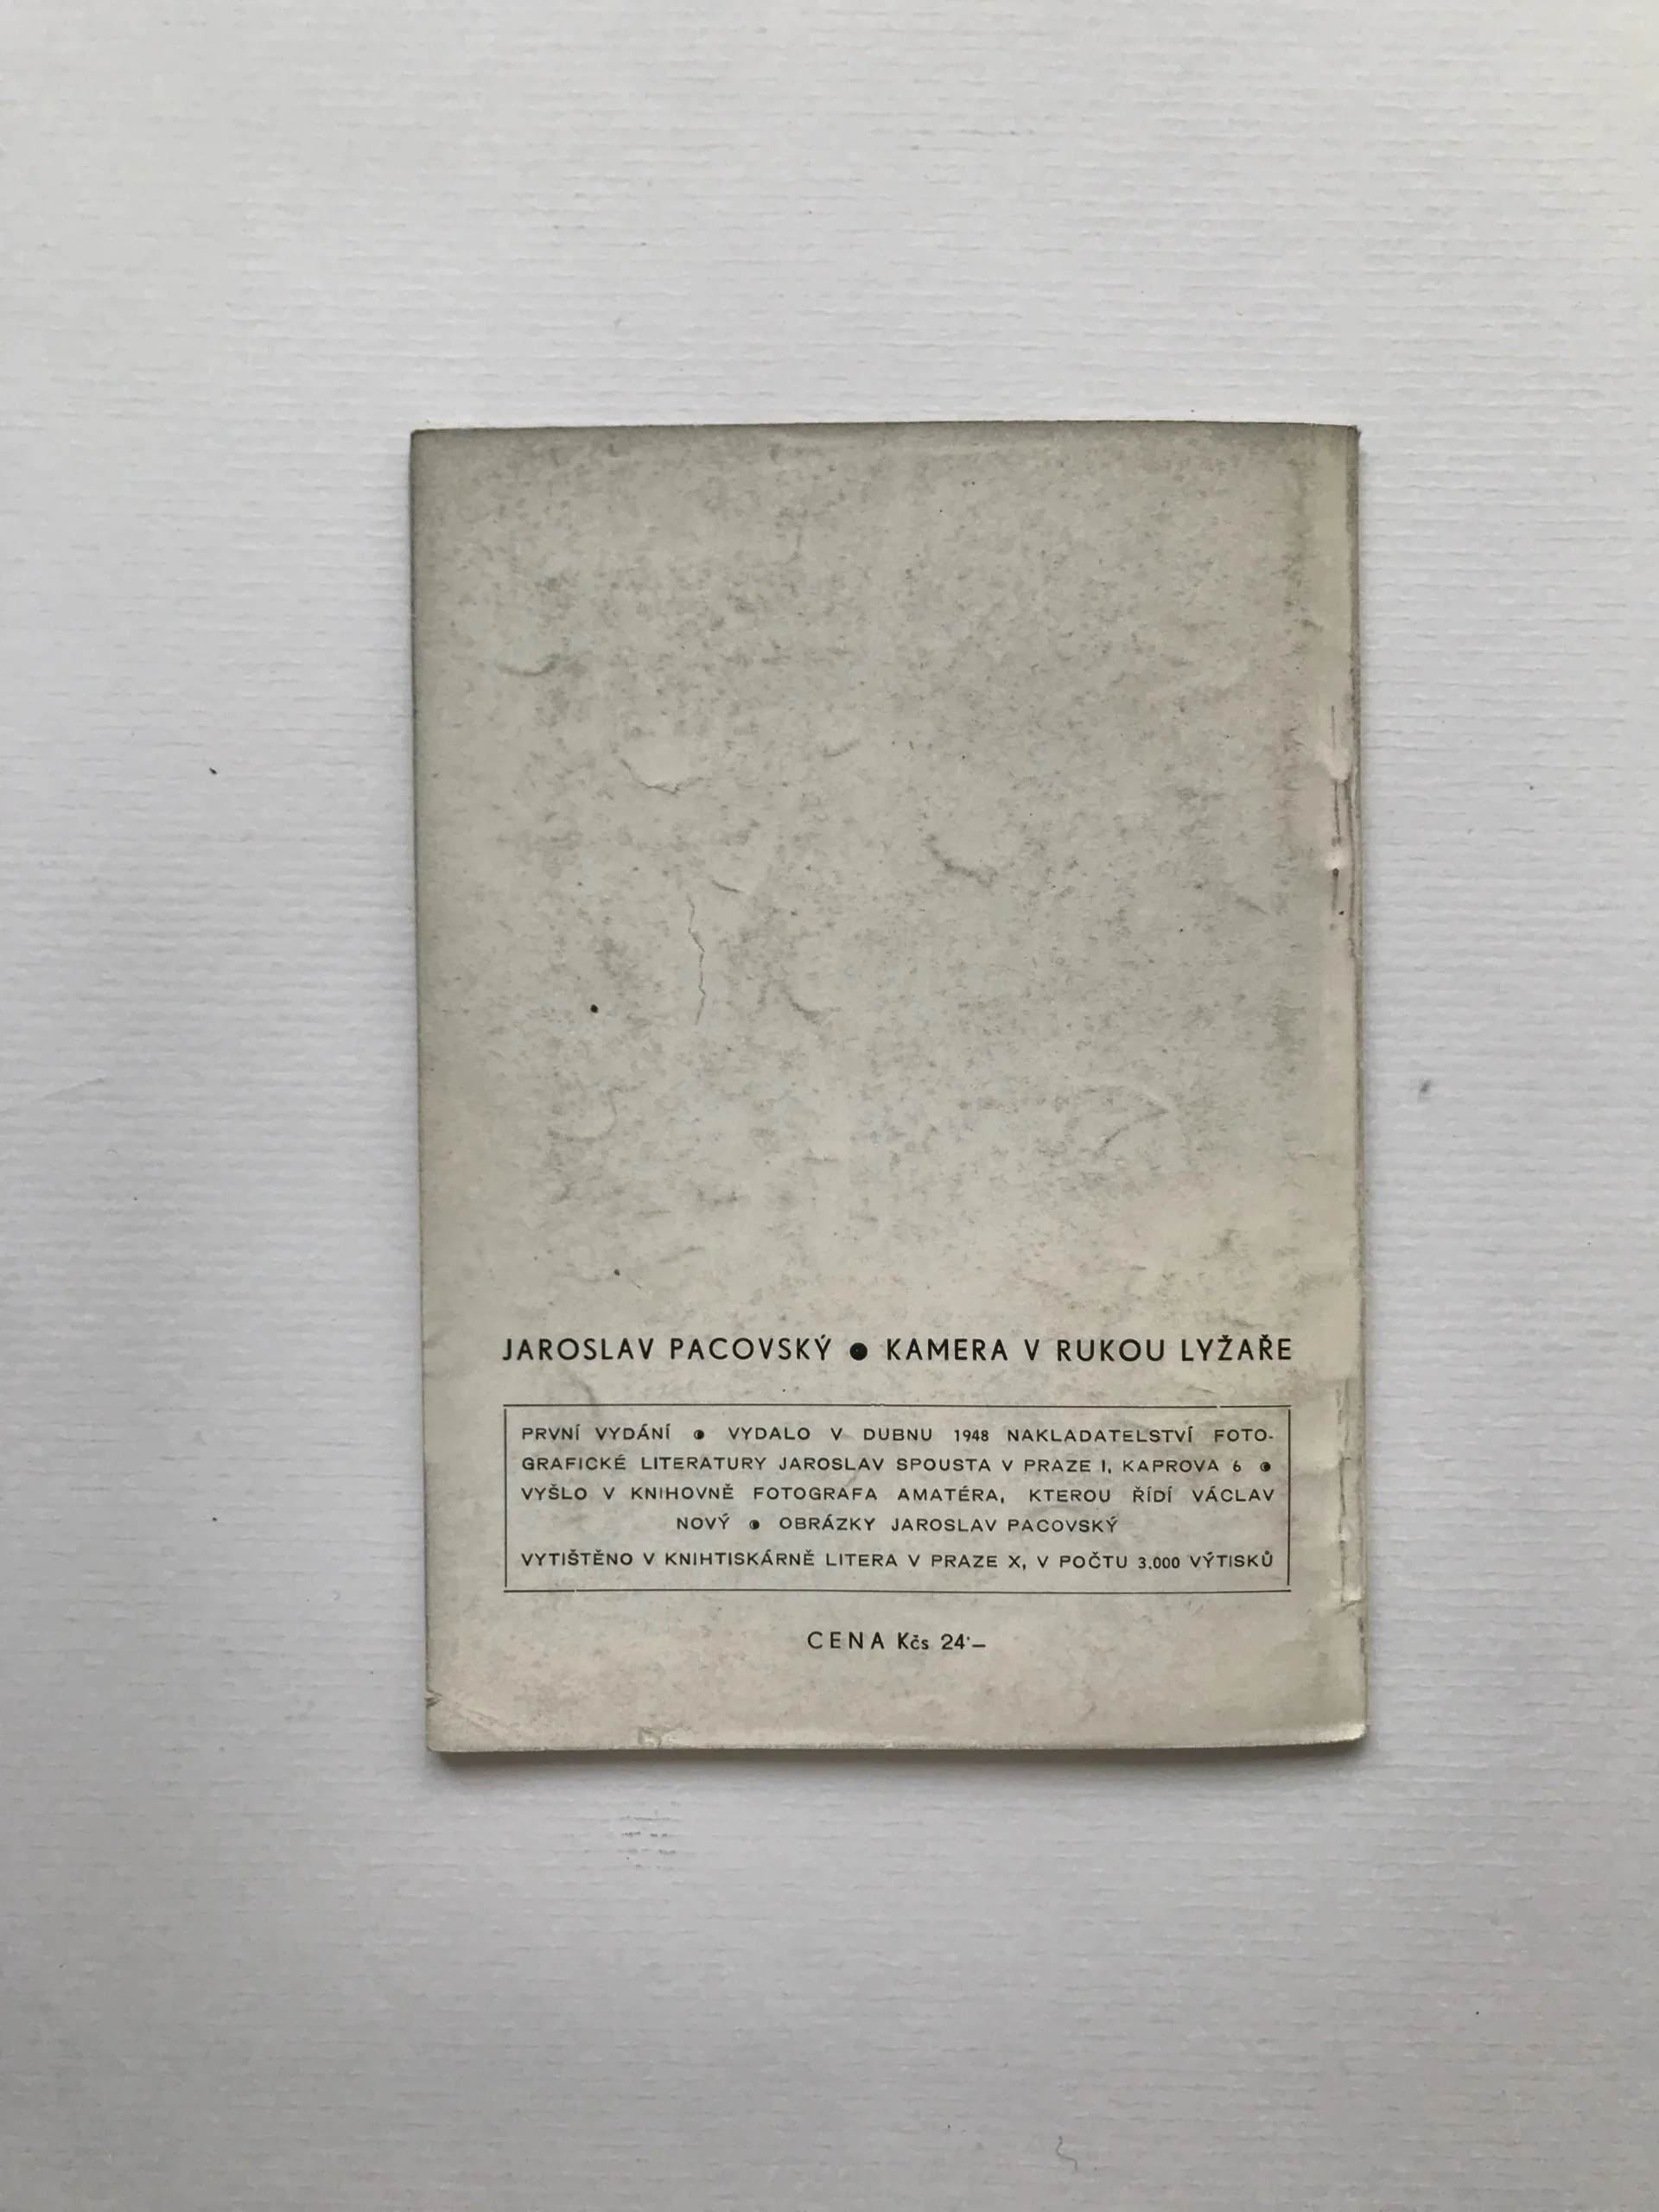 JAROSLAV PACOVSKÝ ● KAMERA V RUKOU LYŽAŘE
PRVNÍ VYDÁNÍ ● VYDALO V DUBNU 1948 NAKLADATELSTVÍ FOTO-
GRAFICKÉ LITERATURY JAROSLAV SPOUSTA V PRAZE I, KAPROVA 6 ●
VYŠLO V KNIHOVNĚ FOTOGRAFA AMATÉRA, KTEROU ŘÍDÍ VÁCLAV
NOVÝ ● OBRÁZKY JAROSLAV PACOVSKÝ
VYTIŠTĚNO V KNIHTISKÁRNĚ LITERA V PRAZE X, V POČTU 3.000 VÝTISKŮ
CENA Kčs 24·–